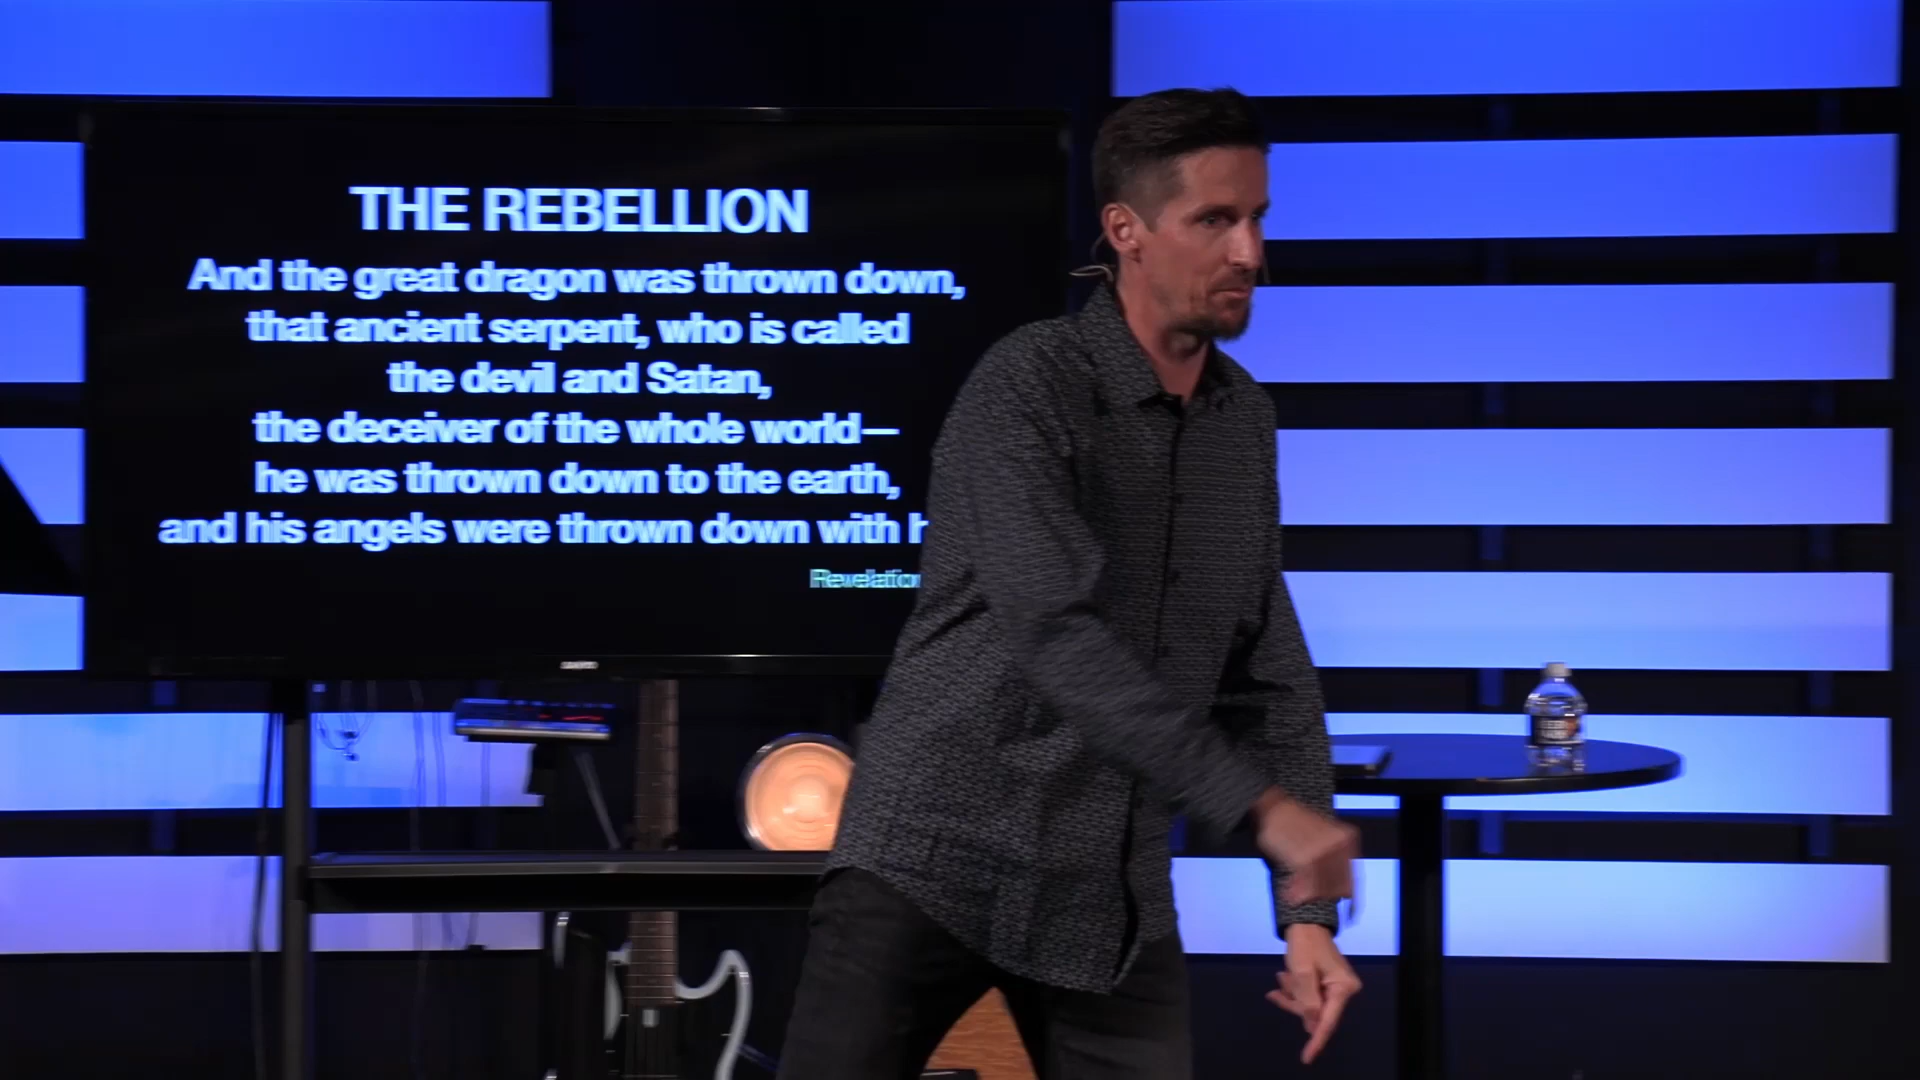 THE REBELLION
And the great dragon was thrown down,
that ancient serpent, who is called
the devil and Satan,
the deceiver of the whole world—
he was thrown down to the earth,
and his angels were thrown down with h
Revelation